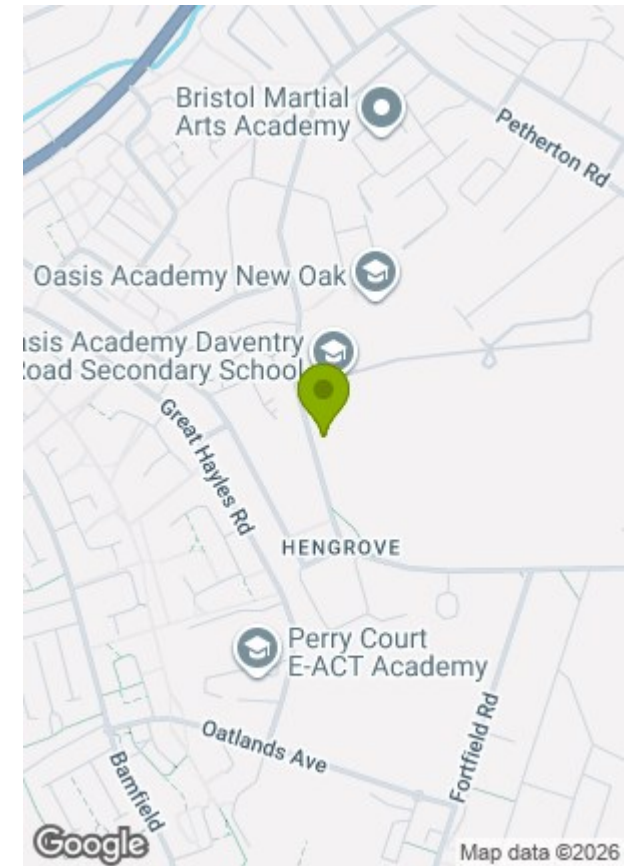 Bristol Martial
Arts Academy
Petherton Rd
Oasis Academy New Oak
asis Academy Daventry
Road Secondary School
Great Hayles Rd
HENGROVE
Perry Court
E-ACT Academy
Oatlands Ave
Fortfield Rd
Bamfield
Google
Map data ©2026